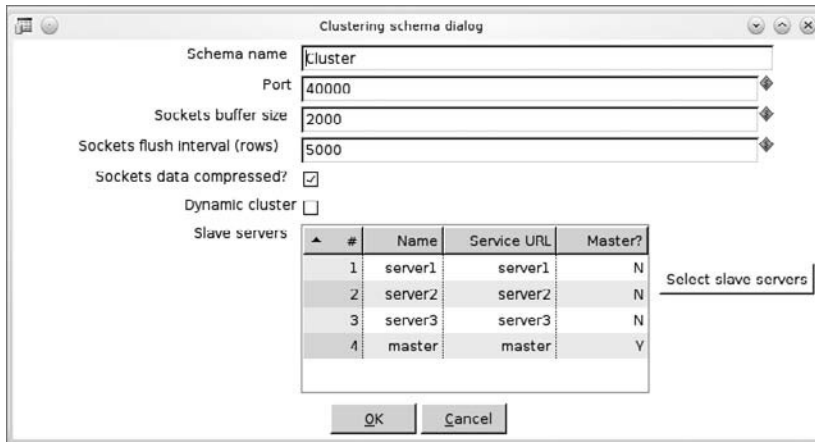 Clustering schema dialog
Schema name Cluster
Port 40000
Sockets buffer size 2000
Sockets flush interval (rows) 5000
Sockets data compressed?
Dynamic cluster
Slave servers
# Name Service URL Master?
1 server1 server1 N
2 server2 server2 N
3 server3 server3 N
4 master master Y
Select slave servers
OK Cancel